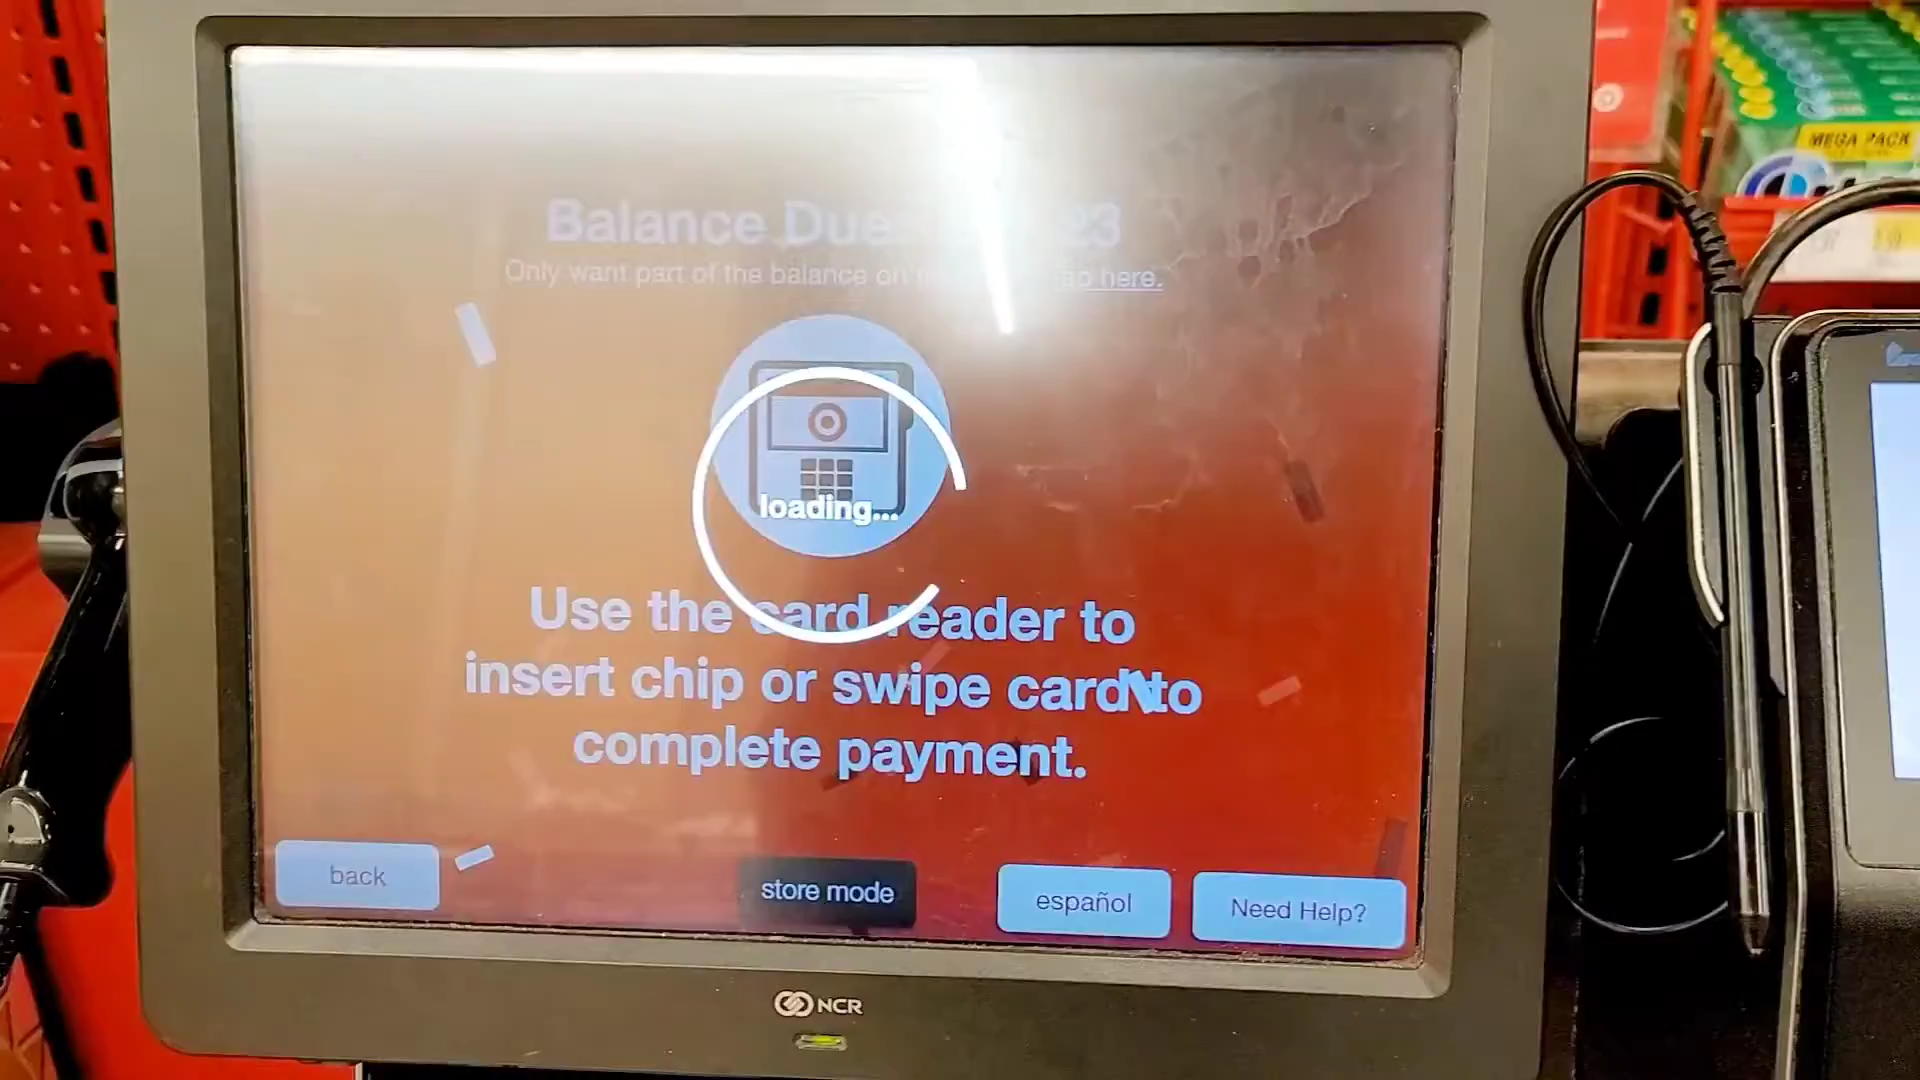 Balance Due 23
Only want part of the balance on here.
loading...
Use the card reader to
insert chip or swipe card to
complete payment.
back
store mode
español
Need Help?
NCR
MEGA PACK